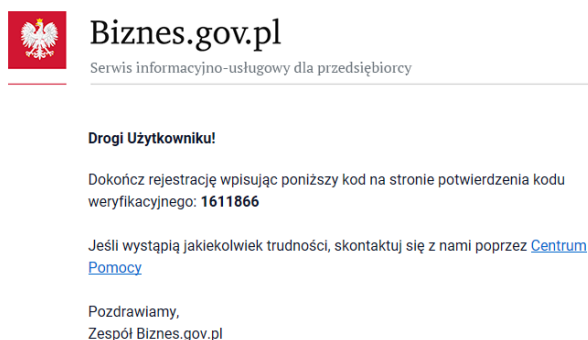 Biznes.gov.pl
Serwis informacyjno-usługowy dla przedsiębiorcy
Drogi Użytkowniku!
Dokończ rejestrację wpisując poniższy kod na stronie potwierdzenia kodu
weryfikacyjnego: 1611866
Jeśli wystąpią jakiekolwiek trudności, skontaktuj się z nami poprzez Centrum
Pomocy
Pozdrawiamy,
Zespół Biznes.gov.pl